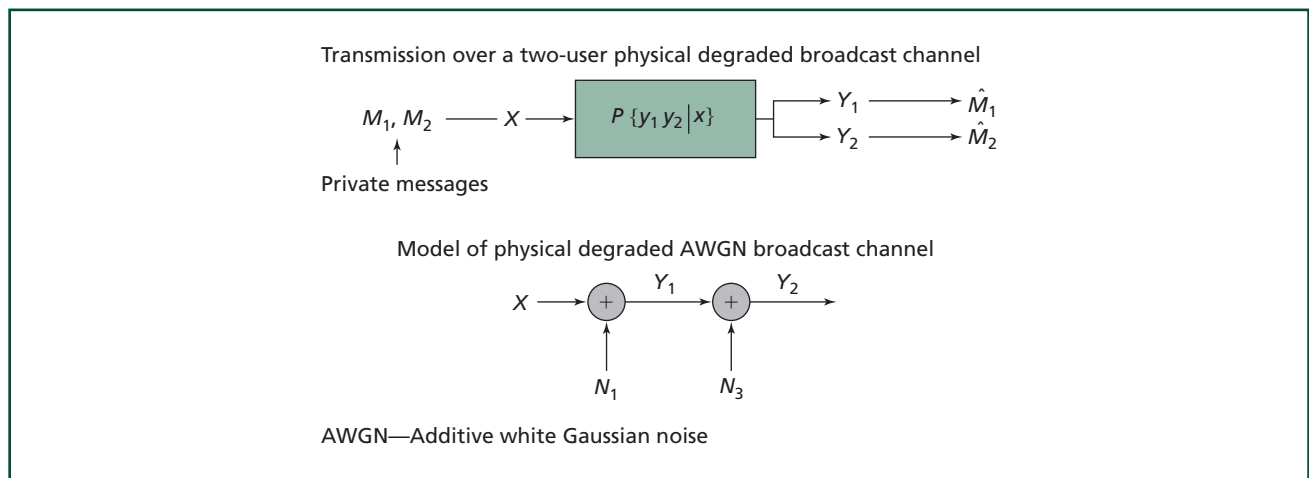 Transmission over a two-user physical degraded broadcast channel
M₁, M₂ X P {y₁ y₂ | x} Y₁ M̂₁
Y₂ M̂₂
Private messages
Model of physical degraded AWGN broadcast channel
X + Y₁ + Y₂
N₁ N₃
AWGN—Additive white Gaussian noise